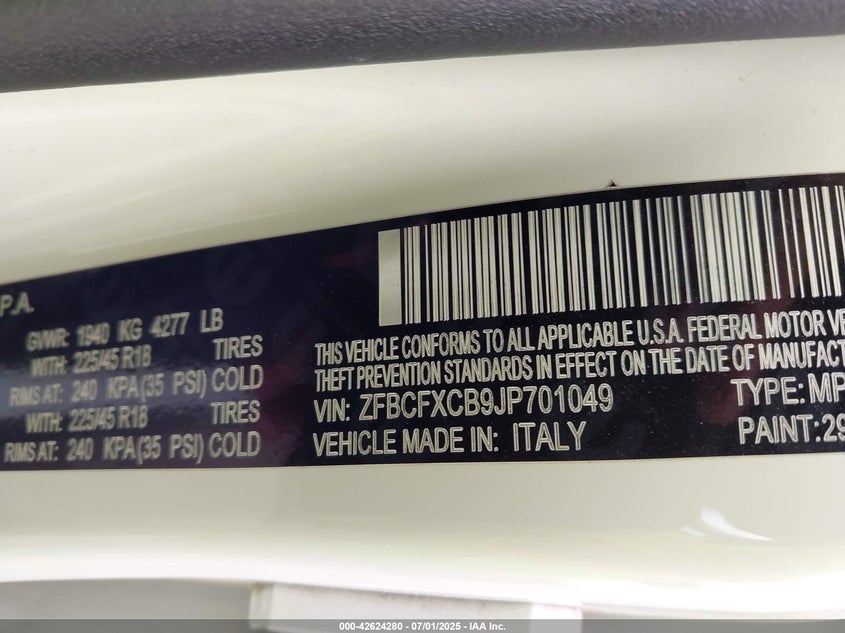 P.A.
GVWR: 1940 KG 4277 LB
WITH: 225/45 R18 TIRES
RIMS AT: 240 KPA(35 PSI) COLD
WITH: 225/45 R18 TIRES
RIMS AT: 240 KPA(35 PSI) COLD
THIS VEHICLE CONFORMS TO ALL APPLICABLE U.S.A. FEDERAL MOTOR VE
THEFT PREVENTION STANDARDS IN EFFECT ON THE DATE OF MANUFACT
VIN: ZFBCFXCB9JP701049 TYPE: MP
VEHICLE MADE IN: ITALY PAINT: 29
000-42624280 - 07/01/2025 - IAA Inc.